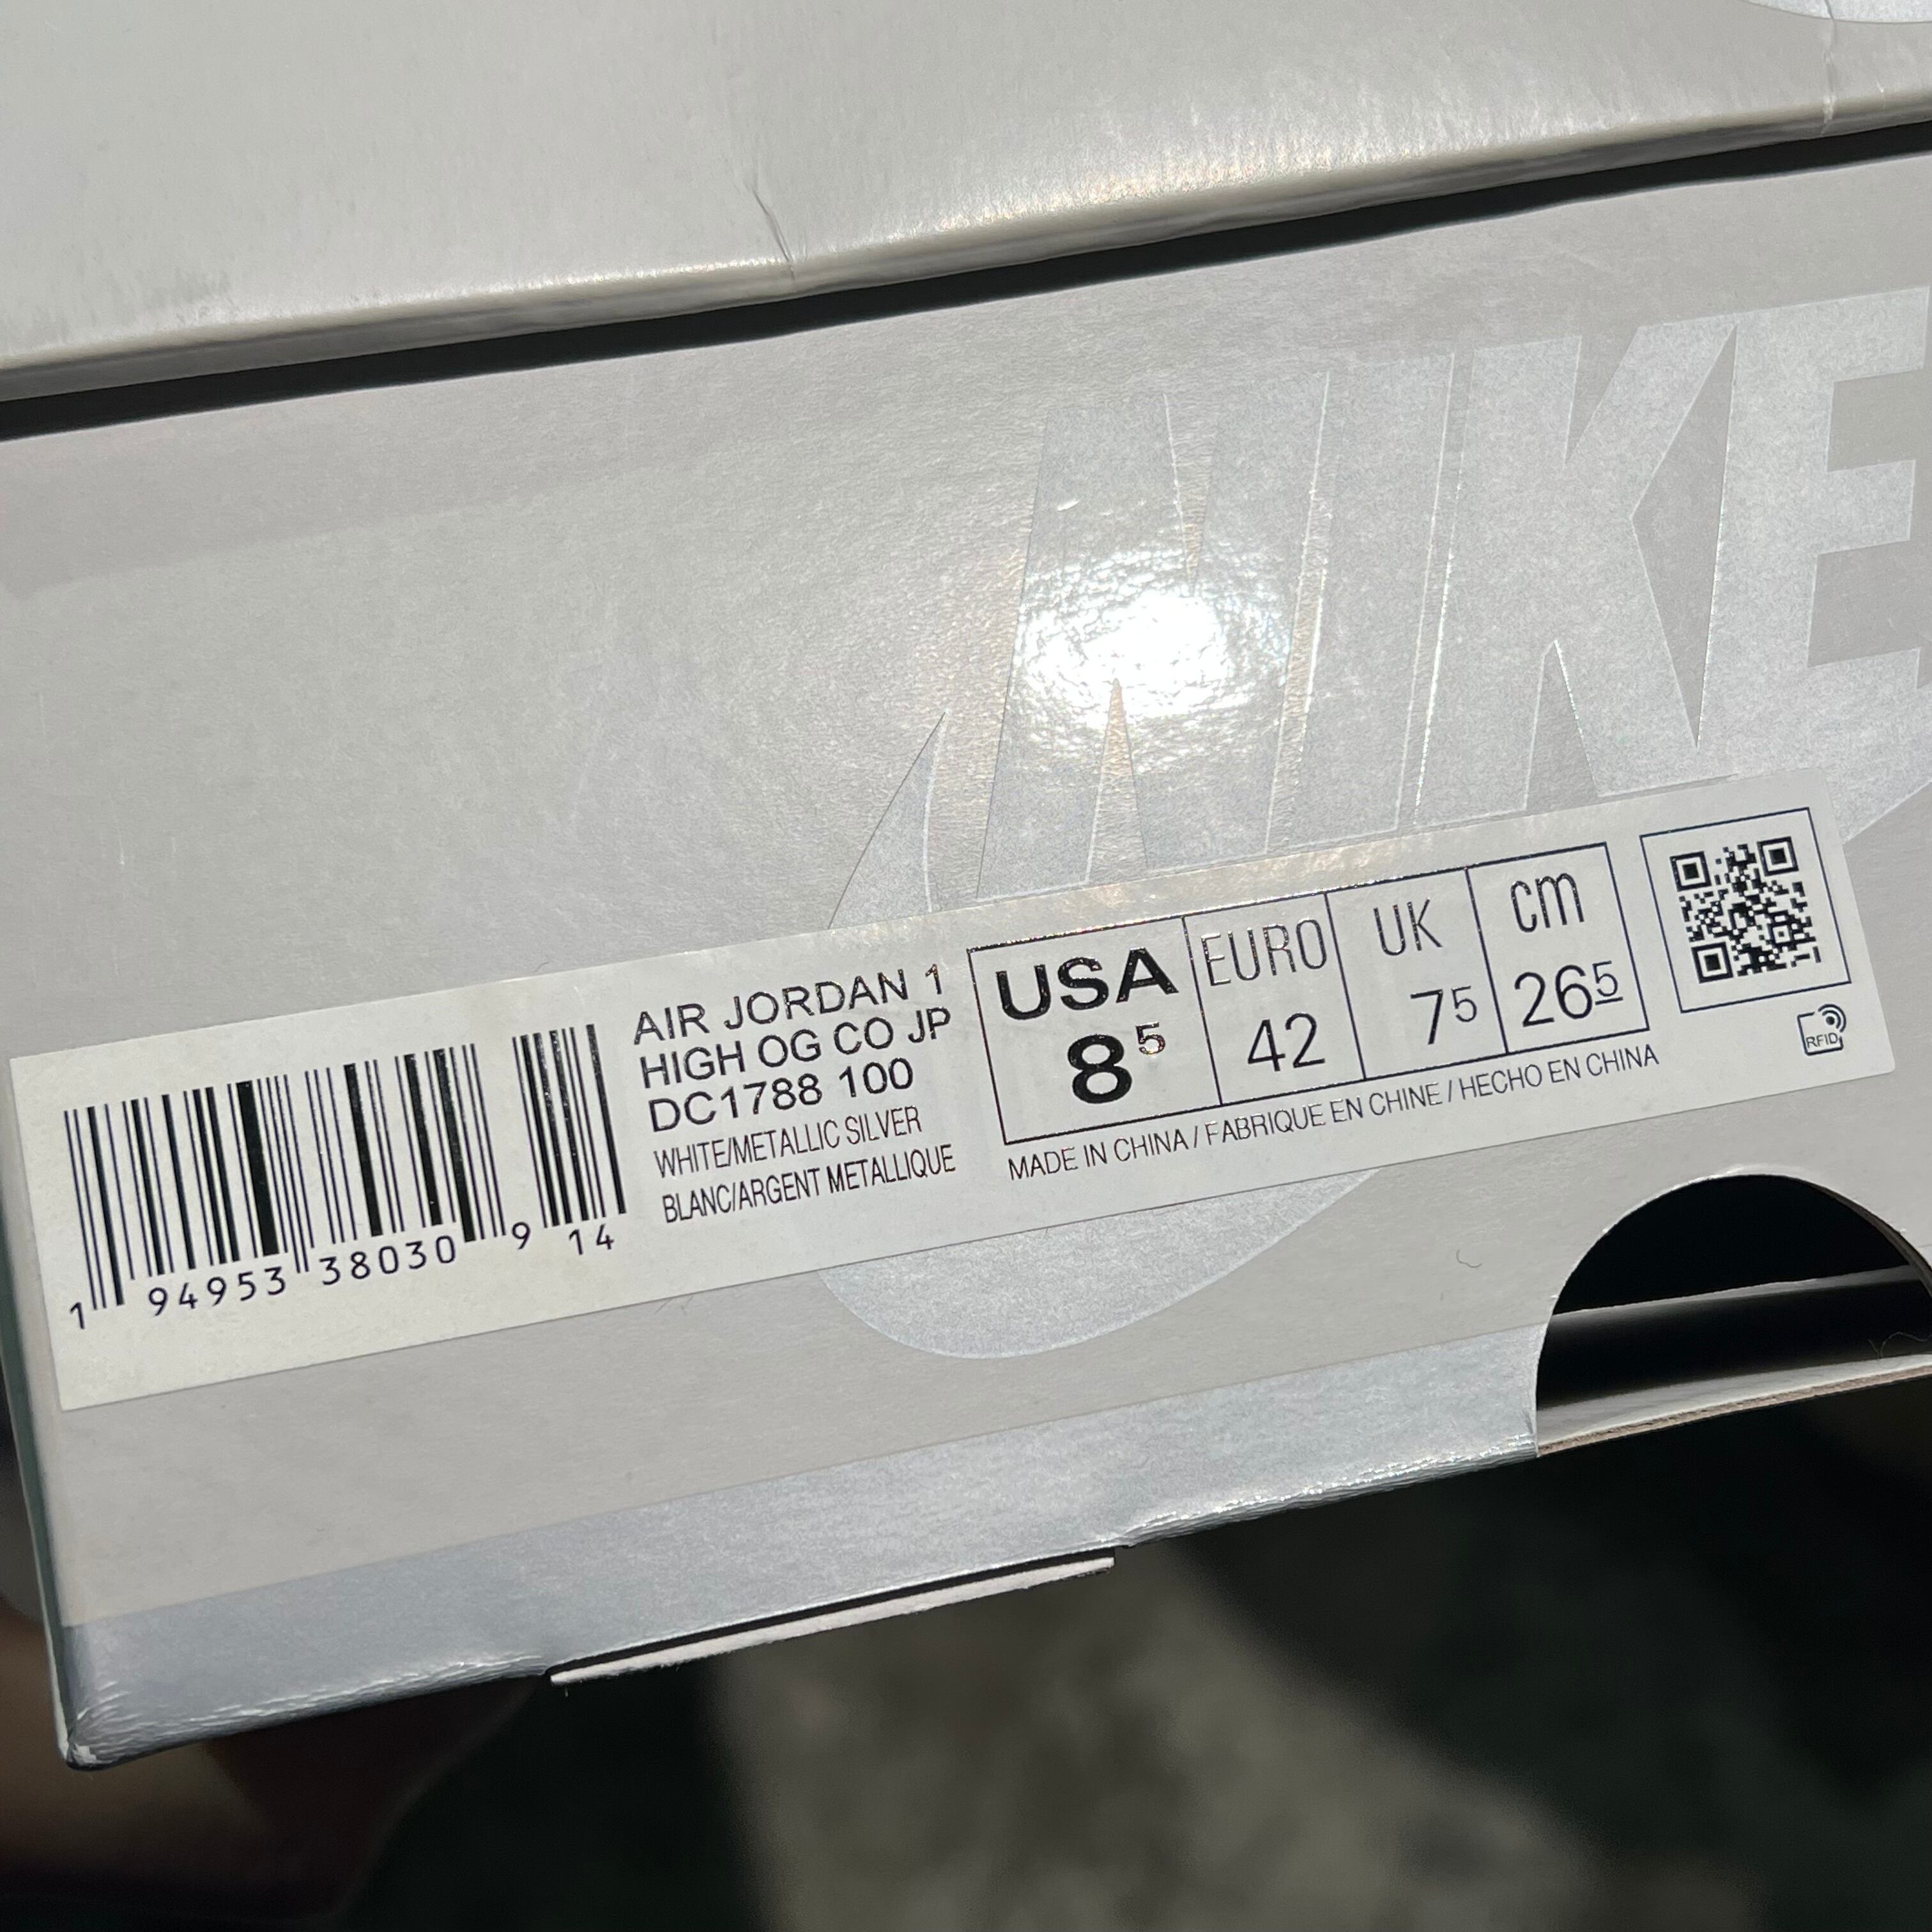 NIKE
AIR JORDAN 1
HIGH OG CO JP
DC1788 100
WHITE/METALLIC SILVER
BLANC/ARGENT METALLIQUE
1 94953 38030 9 14
USA EURO UK cm
8⁵ 42 7⁵ 26⁵
MADE IN CHINA / FABRIQUE EN CHINE / HECHO EN CHINA
RFID